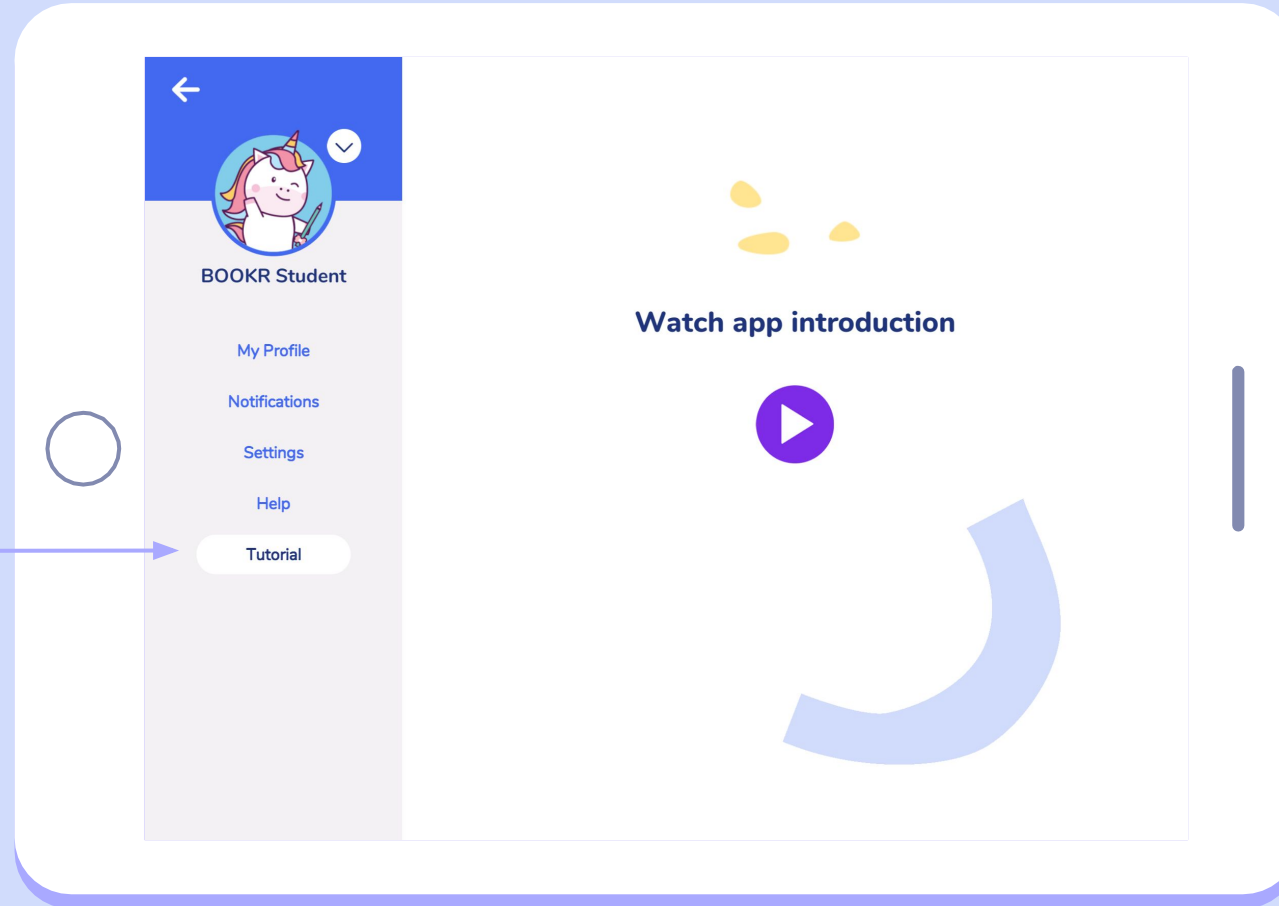 BOOKR Student
My Profile
Notifications
Settings
Help
Tutorial
Watch app introduction